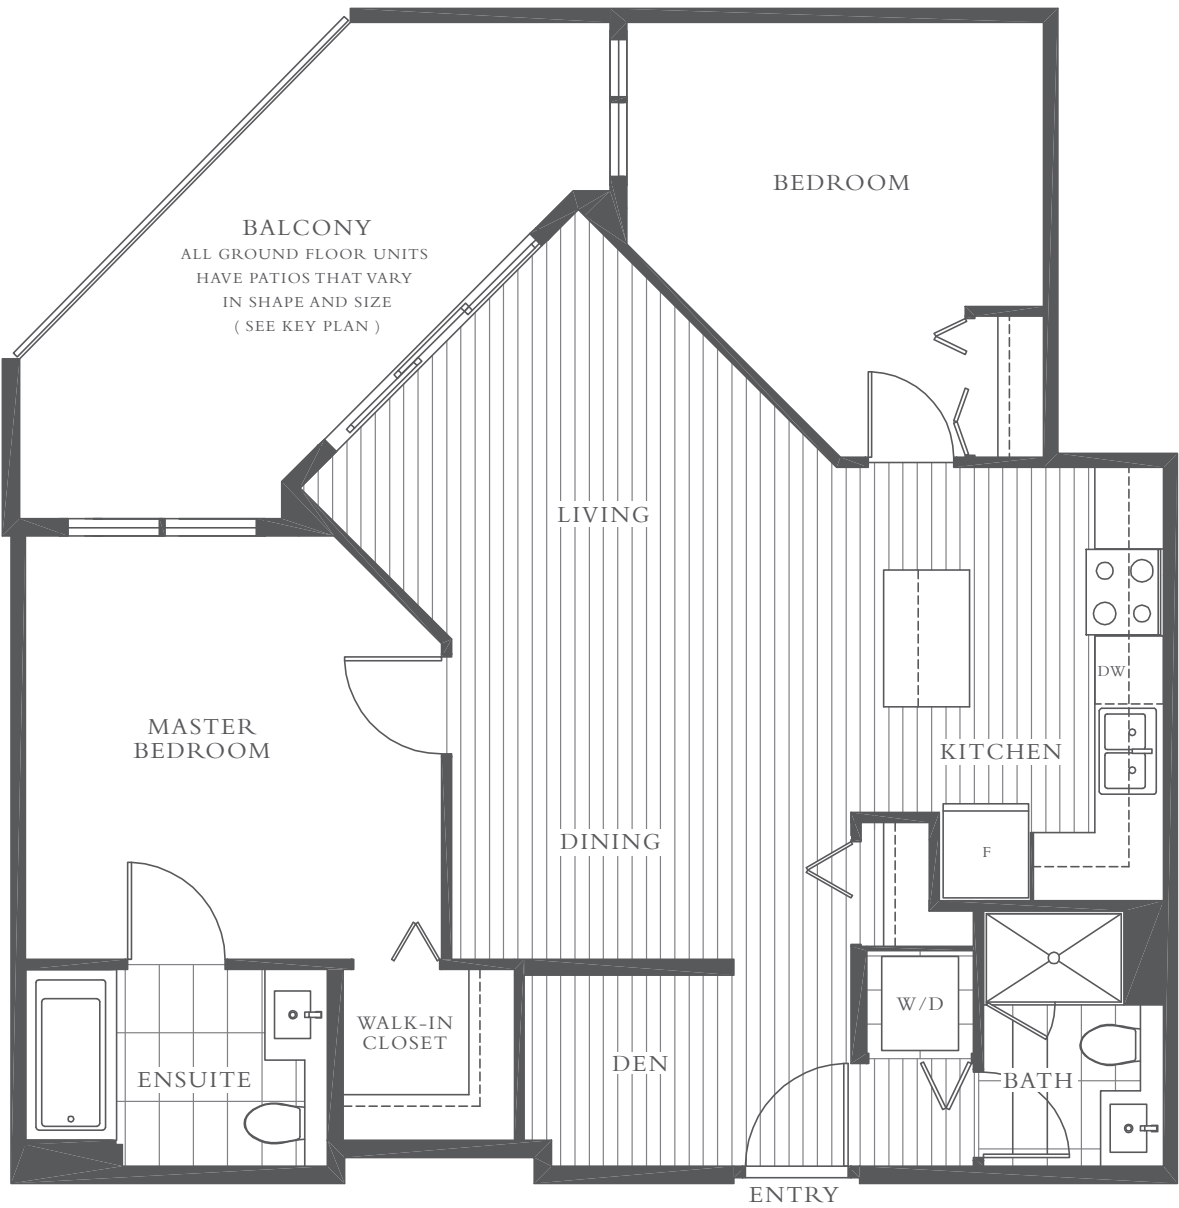 BEDROOM
BALCONY
ALL GROUND FLOOR UNITS
HAVE PATIOS THAT VARY
IN SHAPE AND SIZE
( SEE KEY PLAN )
LIVING
DW
MASTER
BEDROOM
KITCHEN
DINING
F
W/D
WALK-IN
CLOSET
DEN
ENSUITE
BATH
ENTRY